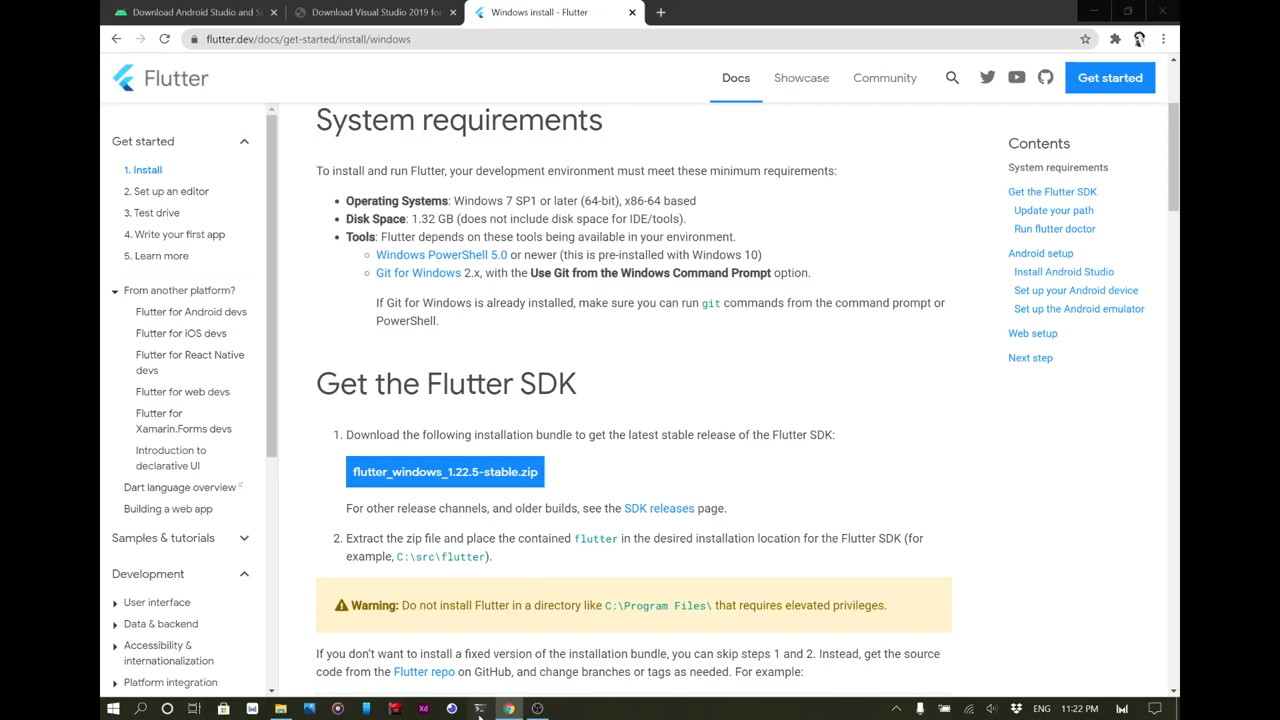 Download Android Studio and S
Download Visual Studio 2019 fo
Windows install - Flutter
flutter.dev/docs/get-started/install/windows
Flutter
Docs
Showcase
Community
Get started
Get started
1. Install
2. Set up an editor
3. Test drive
4. Write your first app
5. Learn more
From another platform?
Flutter for Android devs
Flutter for iOS devs
Flutter for React Native
devs
Flutter for web devs
Flutter for
Xamarin.Forms devs
Introduction to
declarative UI
Dart language overview
Building a web app
Samples & tutorials
Development
User interface
Data & backend
Accessibility &
internationalization
Platform integration
System requirements
To install and run Flutter, your development environment must meet these minimum requirements:
Operating Systems: Windows 7 SP1 or later (64-bit), x86-64 based
Disk Space: 1.32 GB (does not include disk space for IDE/tools).
Tools: Flutter depends on these tools being available in your environment.
Windows PowerShell 5.0 or newer (this is pre-installed with Windows 10)
Git for Windows 2.x, with the Use Git from the Windows Command Prompt option.
If Git for Windows is already installed, make sure you can run git commands from the command prompt or
PowerShell.
Get the Flutter SDK
1. Download the following installation bundle to get the latest stable release of the Flutter SDK:
flutter_windows_1.22.5-stable.zip
For other release channels, and older builds, see the SDK releases page.
2. Extract the zip file and place the contained flutter in the desired installation location for the Flutter SDK (for
example, C:\src\flutter).
Warning: Do not install Flutter in a directory like C:\Program Files\ that requires elevated privileges.
If you don't want to install a fixed version of the installation bundle, you can skip steps 1 and 2. Instead, get the source
code from the Flutter repo on GitHub, and change branches or tags as needed. For example:
Contents
System requirements
Get the Flutter SDK
Update your path
Run flutter doctor
Android setup
Install Android Studio
Set up your Android device
Set up the Android emulator
Web setup
Next step
Xd
ENG
11:22 PM